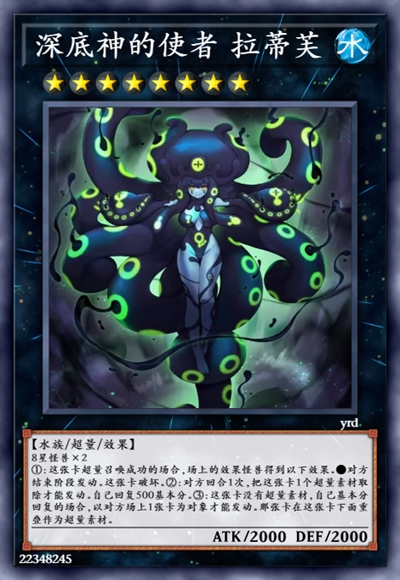 深底神的使者 拉蒂芙
水
yrd
【水族/超量/效果】
8星怪兽×2
①:这张卡超量召唤成功的场合,场上的效果怪兽得到以下效果。●对方
结束阶段发动。这张卡破坏。②:对方回合1次,把这张卡1个超量素材取
除才能发动。自己回复500基本分。③:这张卡没有超量素材,自己基本分
回复的场合,以对方场上1张卡为对象才能发动。那张卡在这张卡下面重
叠作为超量素材。
ATK/2000 DEF/2000
22348245